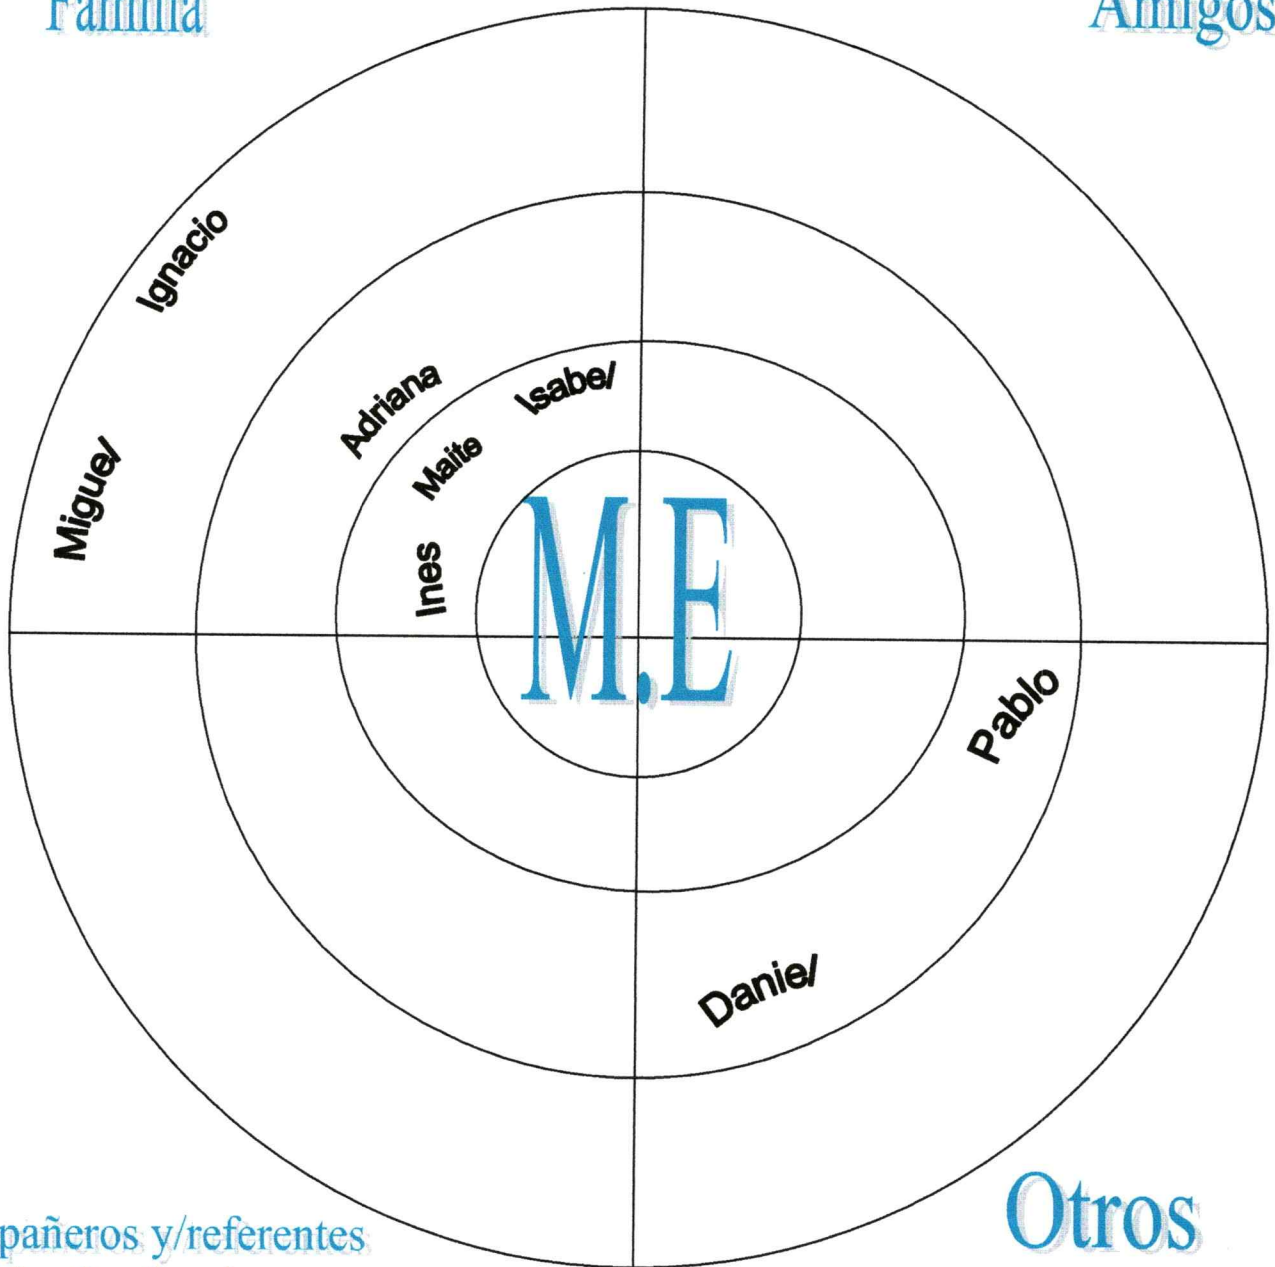 Familia
Amigos
Ignacio
Adriana
Isabel
Miguel
Maite
Ines
M.E
Pablo
Daniel
Otros
pañeros y/referentes